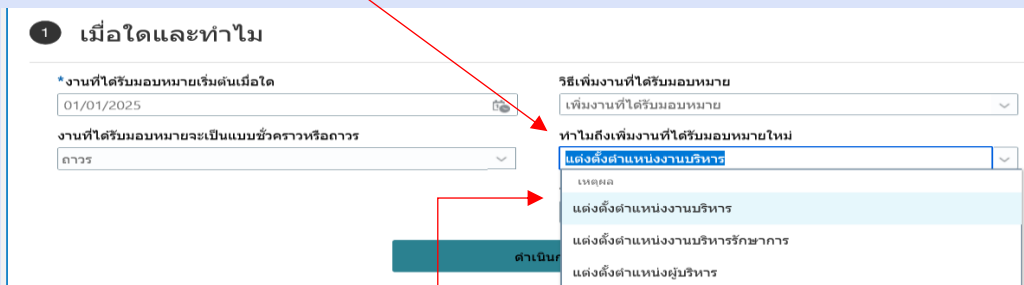 1 เมื่อใดและทำไม
*งานที่ได้รับมอบหมายเริ่มต้นเมื่อใด
วิธีเพิ่มงานที่ได้รับมอบหมาย
01/01/2025
เพิ่มงานที่ได้รับมอบหมาย
งานที่ได้รับมอบหมายจะเป็นแบบชั่วคราวหรือถาวร
ทำไมถึงเพิ่มงานที่ได้รับมอบหมายใหม่
ถาวร
แต่งตั้งตำแหน่งงานบริหาร
เหตุผล
แต่งตั้งตำแหน่งงานบริหาร
แต่งตั้งตำแหน่งงานบริหารรักษาการ
แต่งตั้งตำแหน่งผู้บริหาร